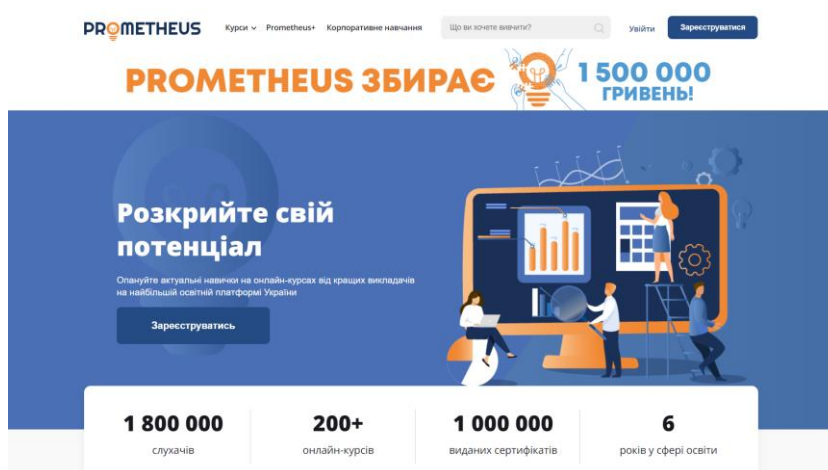 PROMETHEUS
Курси
Prometheus+
Корпоративне навчання
Що ви хочете вивчити?
Увійти
Зареєструватися
PROMETHEUS ЗБИРАЄ
1 500 000
ГРИВЕНЬ!
Розкрийте свій
потенціал
Опануйте актуальні навички на онлайн-курсах від кращих викладачів
на найбільшій освітній платформі України
Зареєструватись
1 800 000
слухачів
200+
онлайн-курсів
1 000 000
виданих сертифікатів
6
років у сфері освіти